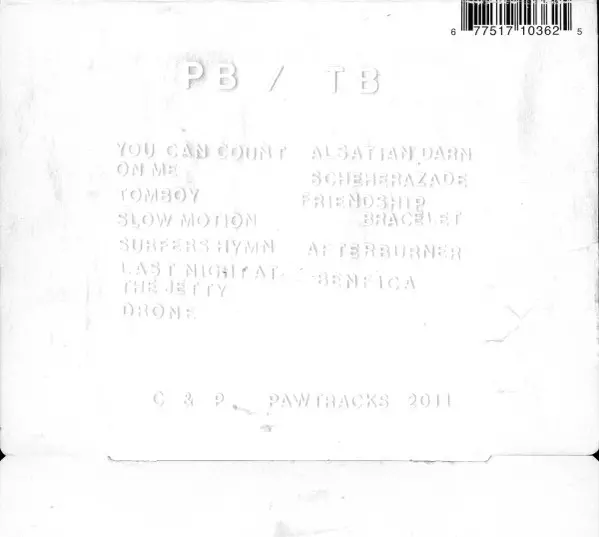 6 77517 10362 5
PB / TB
YOU CAN COUNT
ON ME
TOMBOY
SLOW MOTION
SURFERS HYMN
LAST NIGHT AT
THE JETTY
DRONE
ALSATIAN DARN
SCHEHERAZADE
FRIENDSHIP
BRACELET
AFTERBURNER
BENFICA
C & P PAWTRACKS 2011